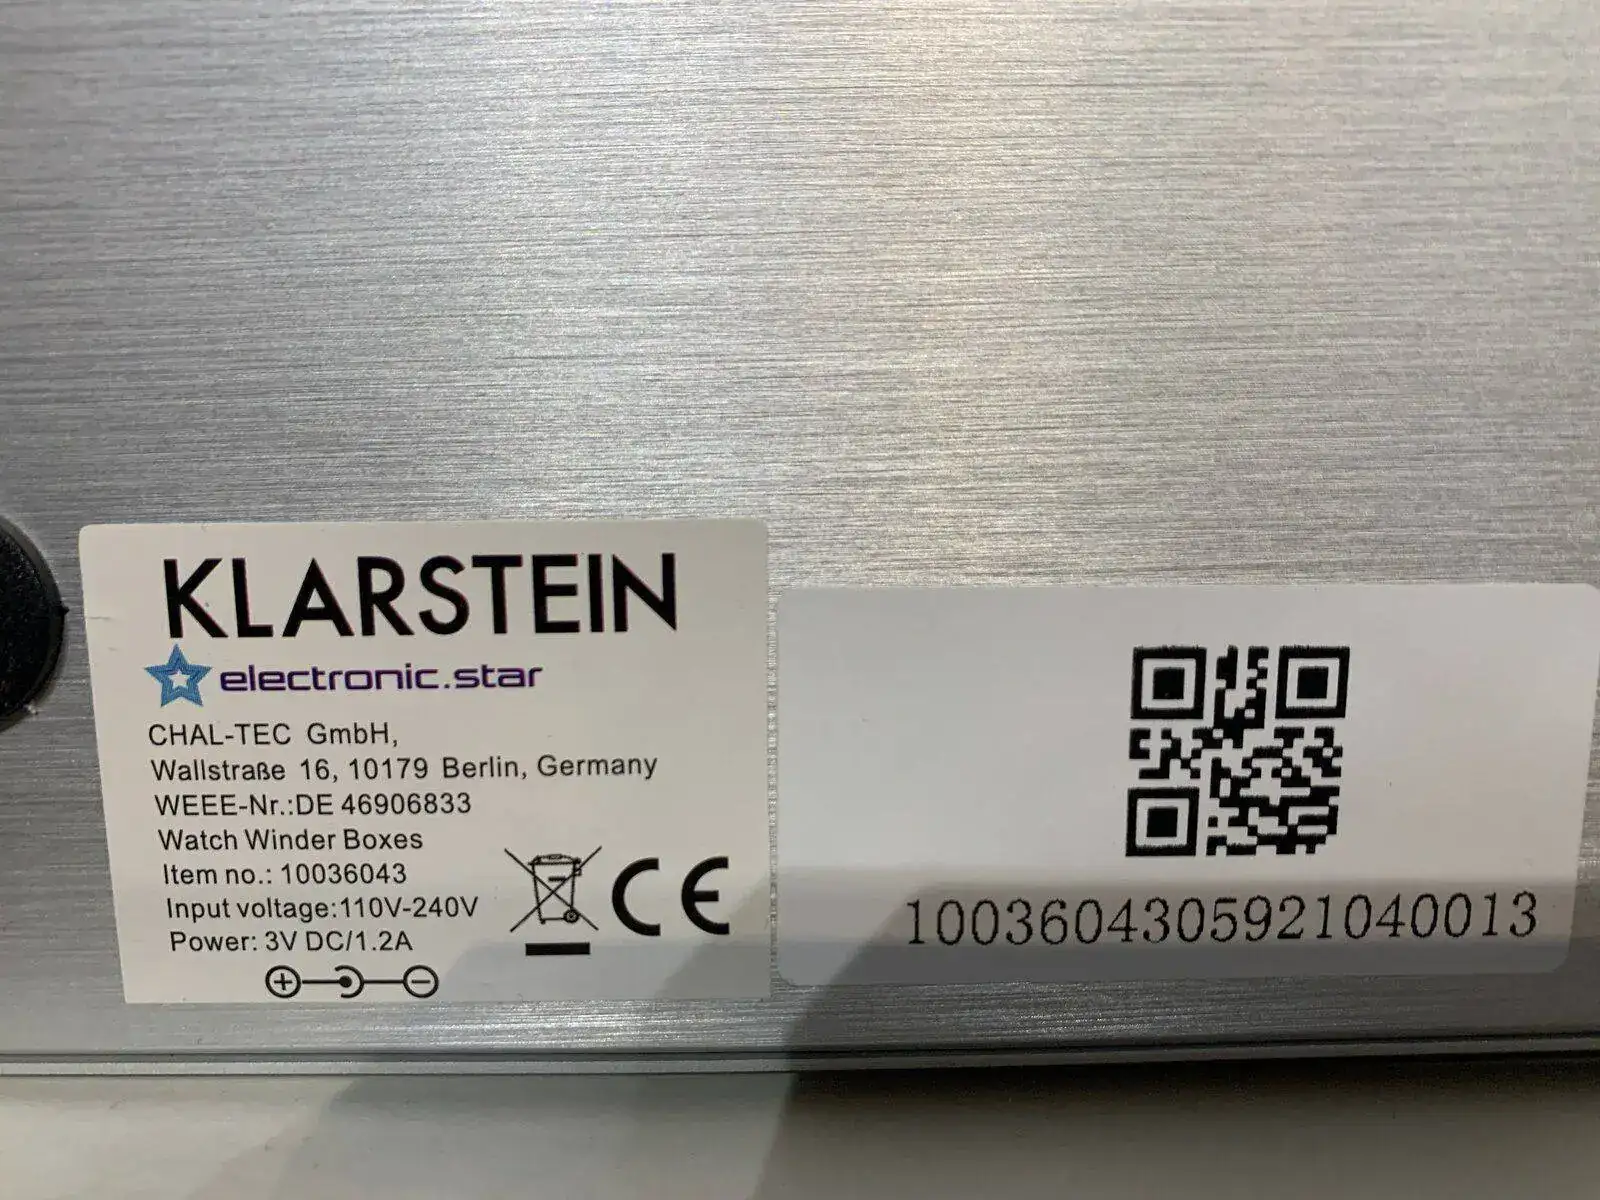 KLARSTEIN
electronic.star
CHAL-TEC GmbH,
Wallstraße 16, 10179 Berlin, Germany
WEEE-Nr.:DE 46906833
Watch Winder Boxes
Item no.: 10036043
Input voltage:110V-240V
Power: 3V DC/1.2A
CE
1003604305921040013